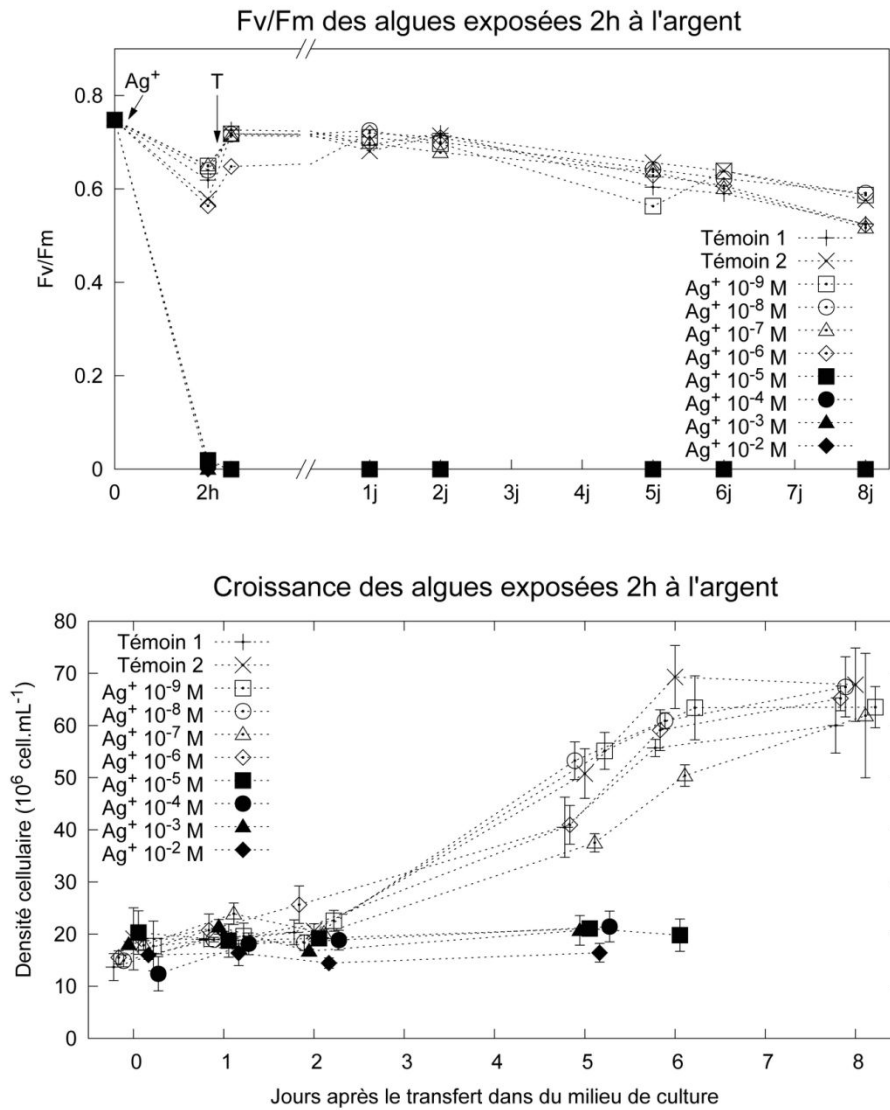 Fv/Fm des algues exposées 2h à l'argent
Fv/Fm
0.8
0.6
0.4
0.2
0
Ag⁺
T
Témoin 1
Témoin 2
Ag⁺ 10⁻⁹ M
Ag⁺ 10⁻⁸ M
Ag⁺ 10⁻⁷ M
Ag⁺ 10⁻⁶ M
Ag⁺ 10⁻⁵ M
Ag⁺ 10⁻⁴ M
Ag⁺ 10⁻³ M
Ag⁺ 10⁻² M
0 2h 1j 2j 3j 4j 5j 6j 7j 8j
Croissance des algues exposées 2h à l'argent
Densité cellulaire (10⁶ cell.mL⁻¹)
80
70
60
50
40
30
20
10
0
Témoin 1
Témoin 2
Ag⁺ 10⁻⁹ M
Ag⁺ 10⁻⁸ M
Ag⁺ 10⁻⁷ M
Ag⁺ 10⁻⁶ M
Ag⁺ 10⁻⁵ M
Ag⁺ 10⁻⁴ M
Ag⁺ 10⁻³ M
Ag⁺ 10⁻² M
0 1 2 3 4 5 6 7 8
Jours après le transfert dans du milieu de culture